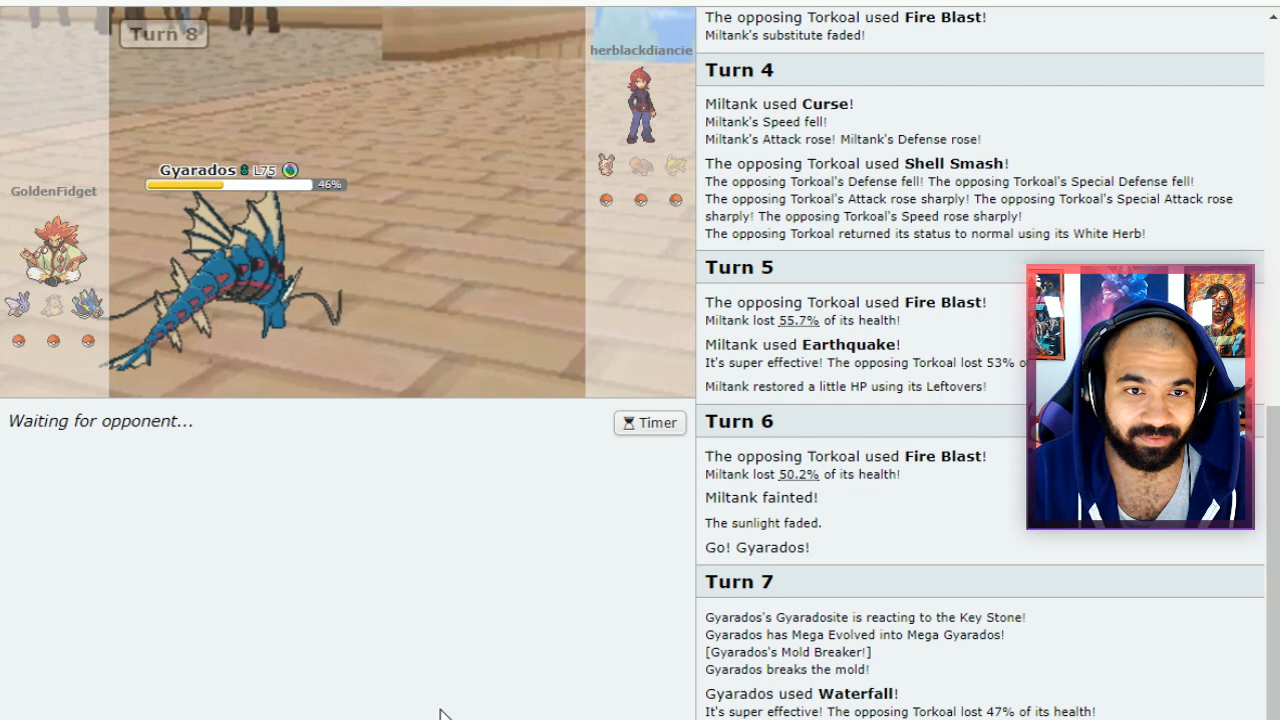 Turn 8
herblackdiancie
Gyarados L75
46%
GoldenFidget
Waiting for opponent...
Timer
The opposing Torkoal used Fire Blast!
Miltank's substitute faded!
Turn 4
Miltank used Curse!
Miltank's Speed fell!
Miltank's Attack rose! Miltank's Defense rose!
The opposing Torkoal used Shell Smash!
The opposing Torkoal's Defense fell! The opposing Torkoal's Special Defense fell!
The opposing Torkoal's Attack rose sharply! The opposing Torkoal's Special Attack rose
sharply! The opposing Torkoal's Speed rose sharply!
The opposing Torkoal returned its status to normal using its White Herb!
Turn 5
The opposing Torkoal used Fire Blast!
Miltank lost 55.7% of its health!
Miltank used Earthquake!
It's super effective! The opposing Torkoal lost 53% o
Miltank restored a little HP using its Leftovers!
Turn 6
The opposing Torkoal used Fire Blast!
Miltank lost 50.2% of its health!
Miltank fainted!
The sunlight faded.
Go! Gyarados!
Turn 7
Gyarados's Gyaradosite is reacting to the Key Stone!
Gyarados has Mega Evolved into Mega Gyarados!
[Gyarados's Mold Breaker!]
Gyarados breaks the mold!
Gyarados used Waterfall!
It's super effective! The opposing Torkoal lost 47% of its health!